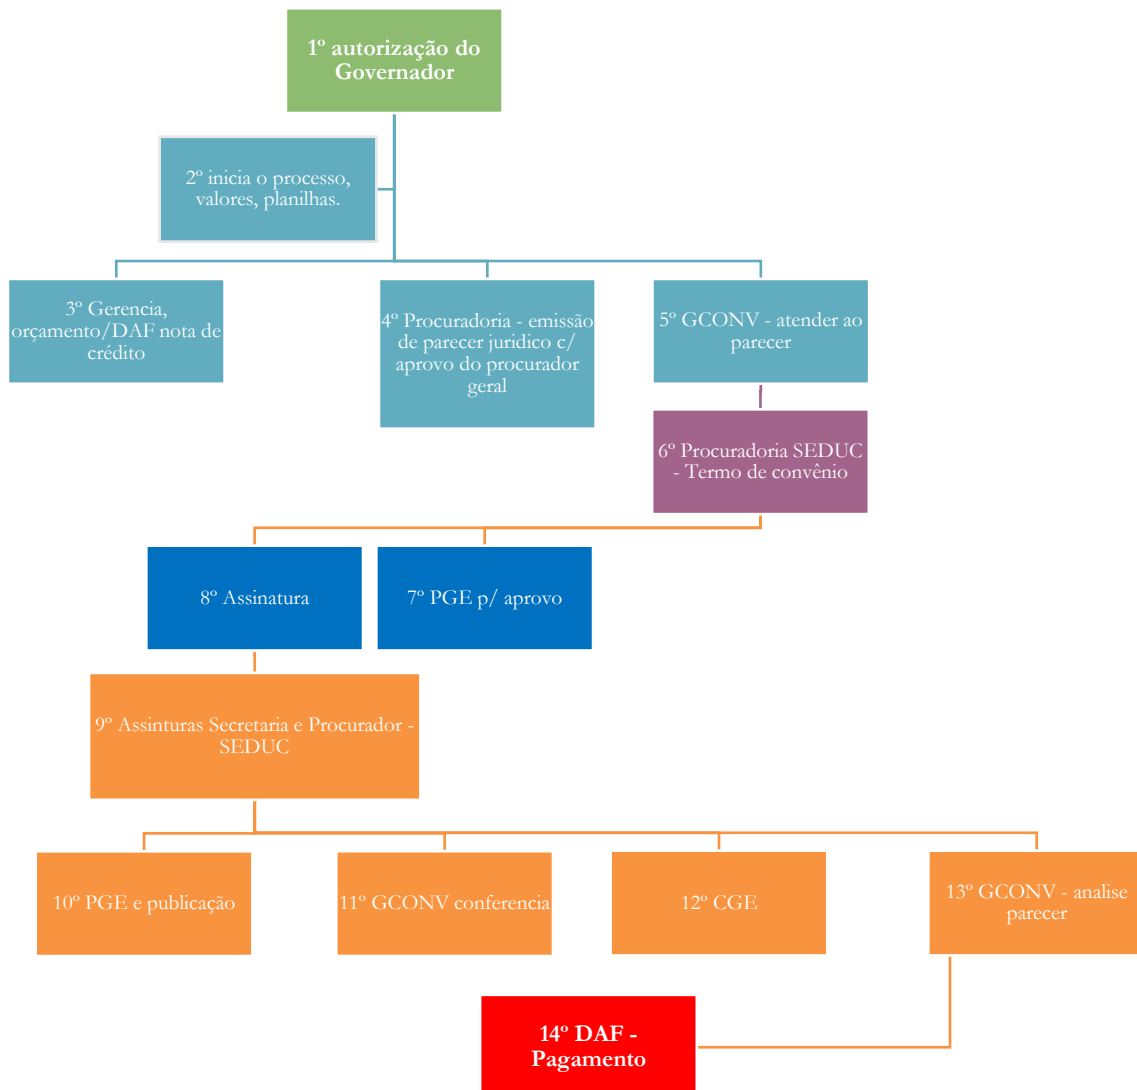 1º autorização do
Governador
2º inicia o processo,
valores, planilhas.
3º Gerencia,
orçamento/DAF nota de
crédito
4º Procuradoria - emissão
de parecer juridico c/
aprovo do procurador
geral
5º GCONV - atender ao
parecer
6º Procuradoria SEDUC
- Termo de convênio
8º Assinatura
7º PGE p/ aprovo
9º Assinturas Secretaria e Procurador -
SEDUC
10º PGE e publicação
11º GCONV conferencia
12º CGE
13º GCONV - analise
parecer
14º DAF -
Pagamento